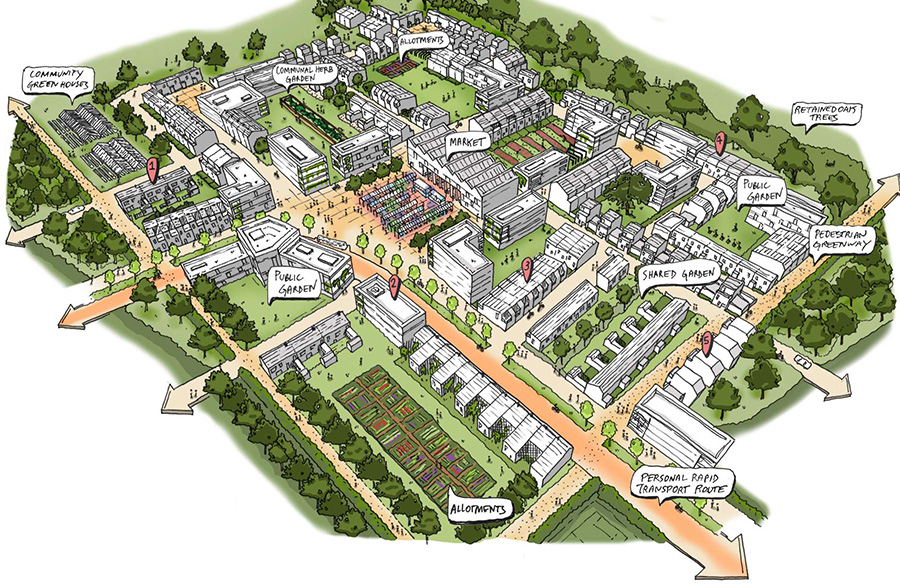 ALLOTMENTS
COMMUNITY
GREEN HOUSES
COMMUNAL HERB
GARDEN
RETAINED OAK
TREES
MARKET
1
4
PUBLIC
GARDEN
PEDESTRIAN
GREENWAY
3
SHARED GARDEN
PUBLIC
GARDEN
2
5
PERSONAL RAPID
TRANSPORT ROUTE
ALLOTMENTS